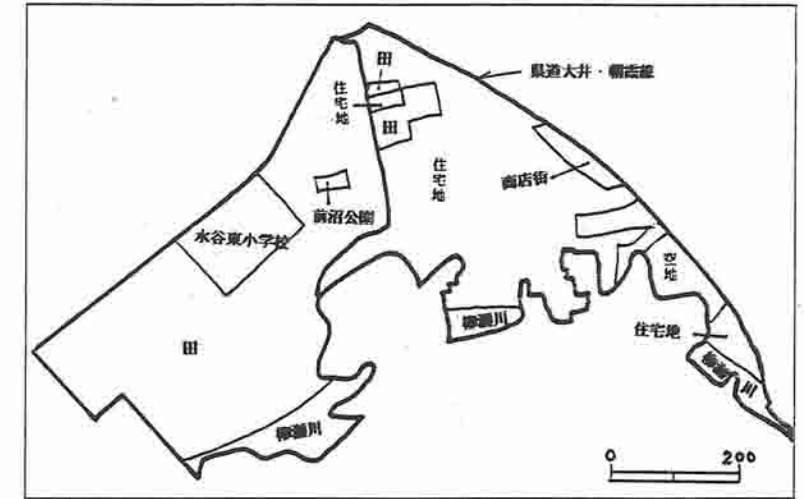 田
県道大井・朝霞線
住宅地
田
住宅地
商店街
前沼公園
水谷東小学校
空地
柳瀬川
住宅地
田
柳瀬川
柳瀬川
0 200